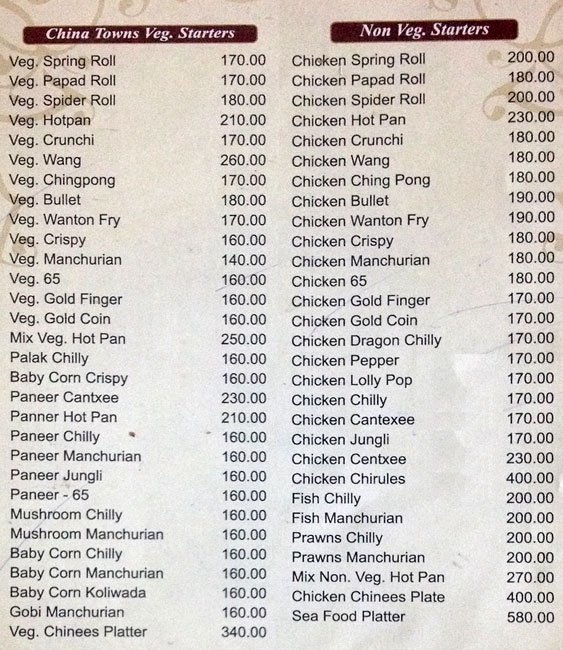 China Towns Veg. Starters
Veg. Spring Roll 170.00
Veg. Papad Roll 170.00
Veg. Spider Roll 180.00
Veg. Hotpan 210.00
Veg. Crunchi 170.00
Veg. Wang 260.00
Veg. Chingpong 170.00
Veg. Bullet 180.00
Veg. Wanton Fry 170.00
Veg. Crispy 160.00
Veg. Manchurian 140.00
Veg. 65 160.00
Veg. Gold Finger 160.00
Veg. Gold Coin 160.00
Mix Veg. Hot Pan 250.00
Palak Chilly 160.00
Baby Corn Crispy 160.00
Paneer Cantxee 230.00
Panner Hot Pan 210.00
Paneer Chilly 160.00
Paneer Manchurian 160.00
Paneer Jungli 160.00
Paneer - 65 160.00
Mushroom Chilly 160.00
Mushroom Manchurian 160.00
Baby Corn Chilly 160.00
Baby Corn Manchurian 160.00
Baby Corn Koliwada 160.00
Gobi Manchurian 160.00
Veg. Chinees Platter 340.00
Non Veg. Starters
Chicken Spring Roll 200.00
Chicken Papad Roll 180.00
Chicken Spider Roll 200.00
Chicken Hot Pan 230.00
Chicken Crunchi 180.00
Chicken Wang 180.00
Chicken Ching Pong 180.00
Chicken Bullet 190.00
Chicken Wanton Fry 190.00
Chicken Crispy 180.00
Chicken Manchurian 180.00
Chicken 65 180.00
Chicken Gold Finger 170.00
Chicken Gold Coin 170.00
Chicken Dragon Chilly 170.00
Chicken Pepper 170.00
Chicken Lolly Pop 170.00
Chicken Chilly 170.00
Chicken Cantexee 170.00
Chicken Jungli 170.00
Chicken Centxee 230.00
Chicken Chirules 400.00
Fish Chilly 200.00
Fish Manchurian 200.00
Prawns Chilly 200.00
Prawns Manchurian 200.00
Mix Non. Veg. Hot Pan 270.00
Chicken Chinees Plate 400.00
Sea Food Platter 580.00